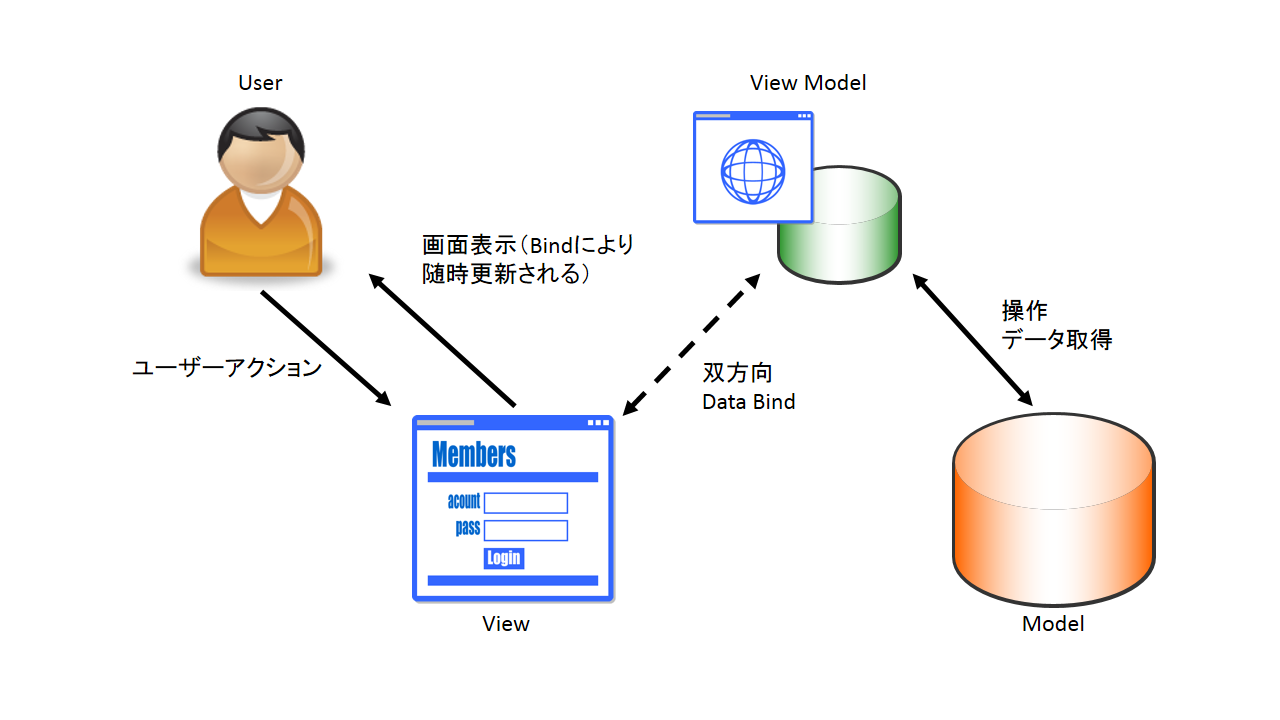 User
View Model
画面表示(Bindにより
随時更新される)
操作
データ取得
ユーザーアクション
双方向
Data Bind
Members
acount
pass
Login
View
Model